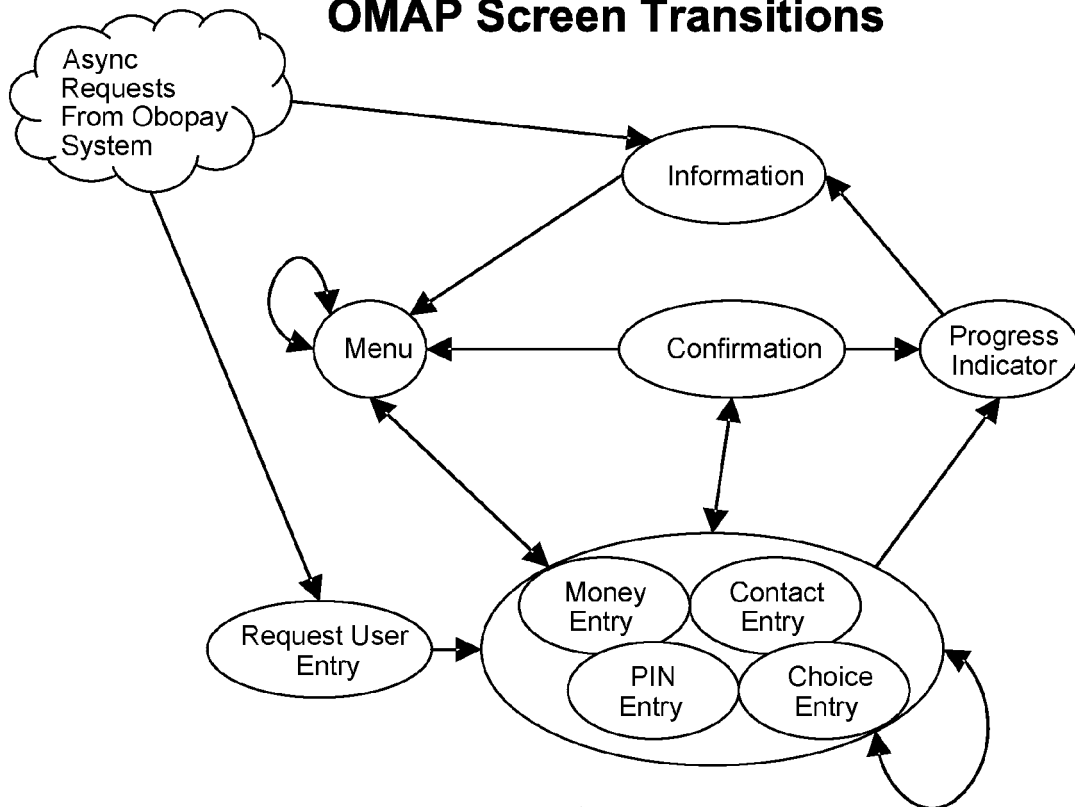 OMAP Screen Transitions
Async
Requests
From Obopay
System
Information
Menu
Confirmation
Progress
Indicator
Money
Entry
Contact
Entry
Request User
Entry
PIN
Entry
Choice
Entry